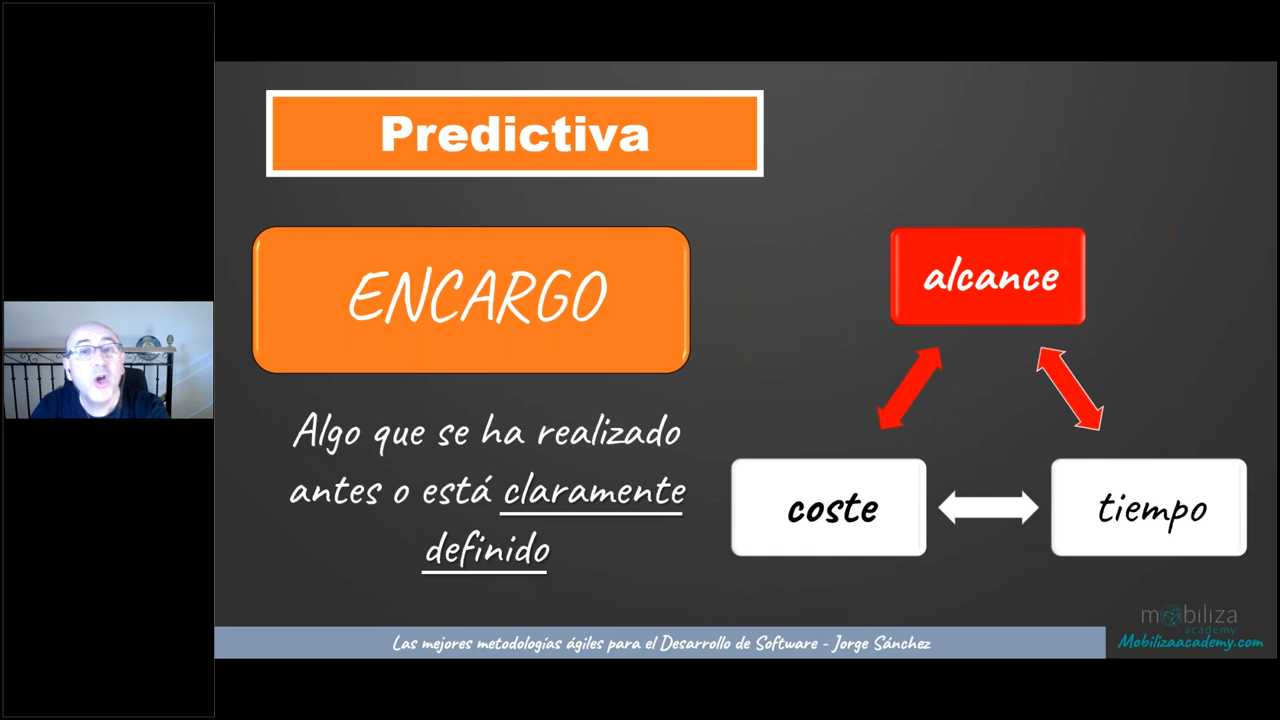 Predictiva
ENCARGO
Algo que se ha realizado
antes o está claramente
definido
alcance
coste
tiempo
mobiliza
academy
Mobilizaacademy.com
Las mejores metodologías ágiles para el Desarrollo de Software - Jorge Sánchez